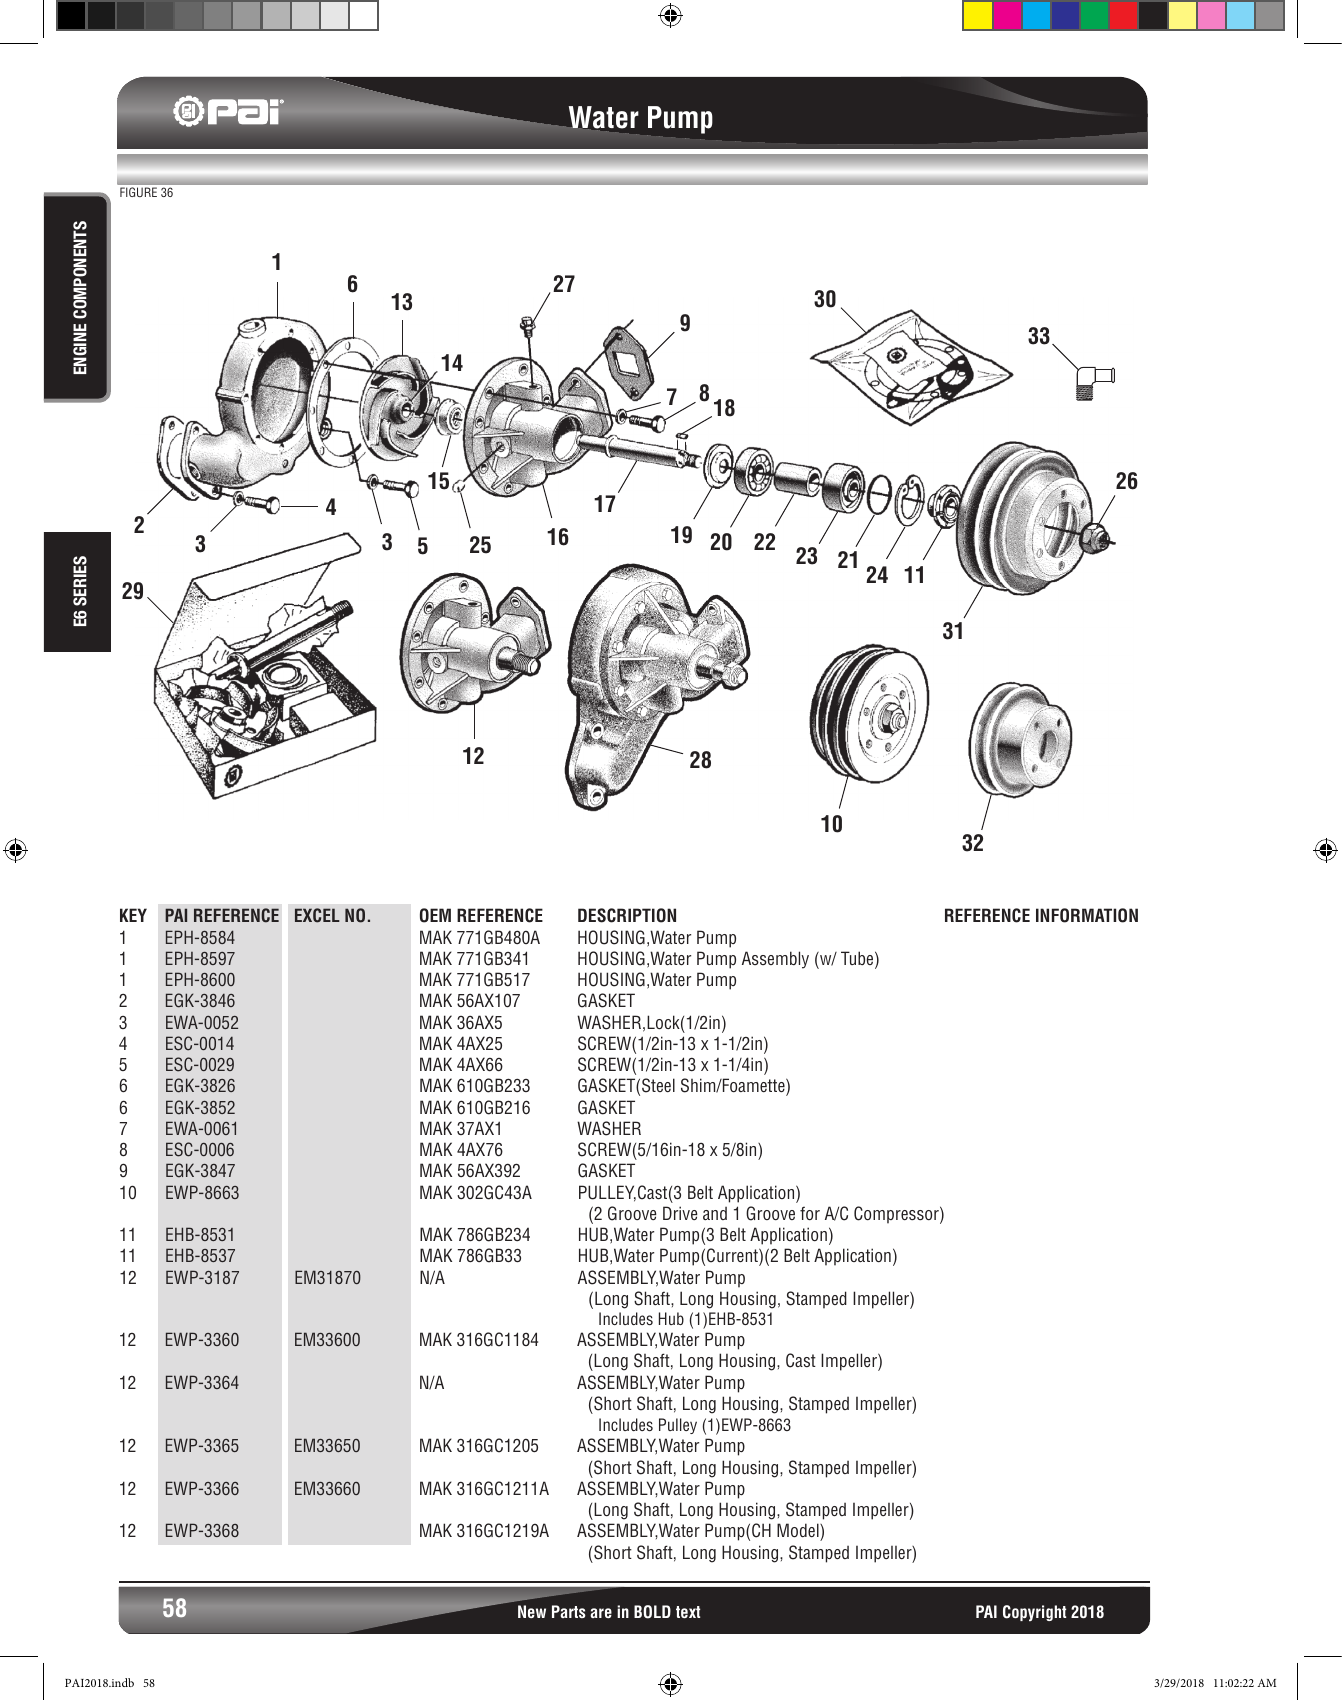 PAI
Water Pump
FIGURE 36
ENGINE COMPONENTS
E6 SERIES
1
6
13
14
27
9
7
8
18
30
33
15
17
26
2
3
4
3
5
25
16
19
20
22
23
21
24
11
31
29
12
28
10
32
KEY PAI REFERENCE EXCEL NO. OEM REFERENCE DESCRIPTION REFERENCE INFORMATION
1 EPH-8584 MAK 771GB480A HOUSING,Water Pump
1 EPH-8597 MAK 771GB341 HOUSING,Water Pump Assembly (w/ Tube)
1 EPH-8600 MAK 771GB517 HOUSING,Water Pump
2 EGK-3846 MAK 56AX107 GASKET
3 EWA-0052 MAK 36AX5 WASHER,Lock(1/2in)
4 ESC-0014 MAK 4AX25 SCREW(1/2in-13 x 1-1/2in)
5 ESC-0029 MAK 4AX66 SCREW(1/2in-13 x 1-1/4in)
6 EGK-3826 MAK 610GB233 GASKET(Steel Shim/Foamette)
6 EGK-3852 MAK 610GB216 GASKET
7 EWA-0061 MAK 37AX1 WASHER
8 ESC-0006 MAK 4AX76 SCREW(5/16in-18 x 5/8in)
9 EGK-3847 MAK 56AX392 GASKET
10 EWP-8663 MAK 302GC43A PULLEY,Cast(3 Belt Application)
(2 Groove Drive and 1 Groove for A/C Compressor)
11 EHB-8531 MAK 786GB234 HUB,Water Pump(3 Belt Application)
11 EHB-8537 MAK 786GB33 HUB,Water Pump(Current)(2 Belt Application)
12 EWP-3187 EM31870 N/A ASSEMBLY,Water Pump
(Long Shaft, Long Housing, Stamped Impeller)
Includes Hub (1)EHB-8531
12 EWP-3360 EM33600 MAK 316GC1184 ASSEMBLY,Water Pump
(Long Shaft, Long Housing, Cast Impeller)
12 EWP-3364 N/A ASSEMBLY,Water Pump
(Short Shaft, Long Housing, Stamped Impeller)
Includes Pulley (1)EWP-8663
12 EWP-3365 EM33650 MAK 316GC1205 ASSEMBLY,Water Pump
(Short Shaft, Long Housing, Stamped Impeller)
12 EWP-3366 EM33660 MAK 316GC1211A ASSEMBLY,Water Pump
(Long Shaft, Long Housing, Stamped Impeller)
12 EWP-3368 MAK 316GC1219A ASSEMBLY,Water Pump(CH Model)
(Short Shaft, Long Housing, Stamped Impeller)
58 New Parts are in BOLD text PAI Copyright 2018
PAI2018.indb 58 3/29/2018 11:02:22 AM